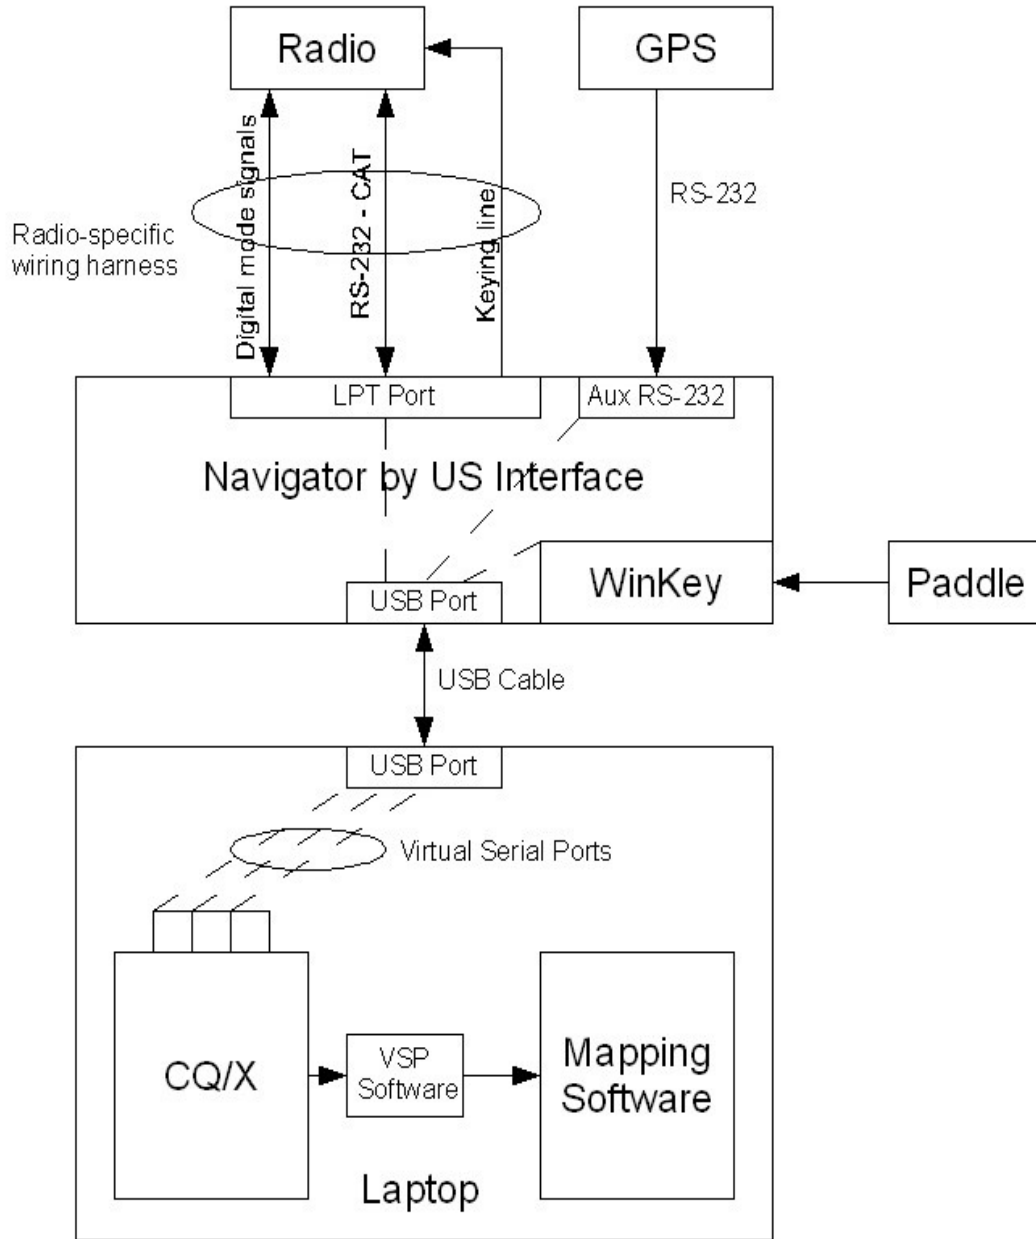 Radio
GPS
Digital mode signals
RS-232 - CAT
Keying line
RS-232
Radio-specific
wiring harness
LPT Port
Aux RS-232
Navigator by US Interface
USB Port
WinKey
Paddle
USB Cable
USB Port
Virtual Serial Ports
CQ/X
VSP
Software
Mapping
Software
Laptop